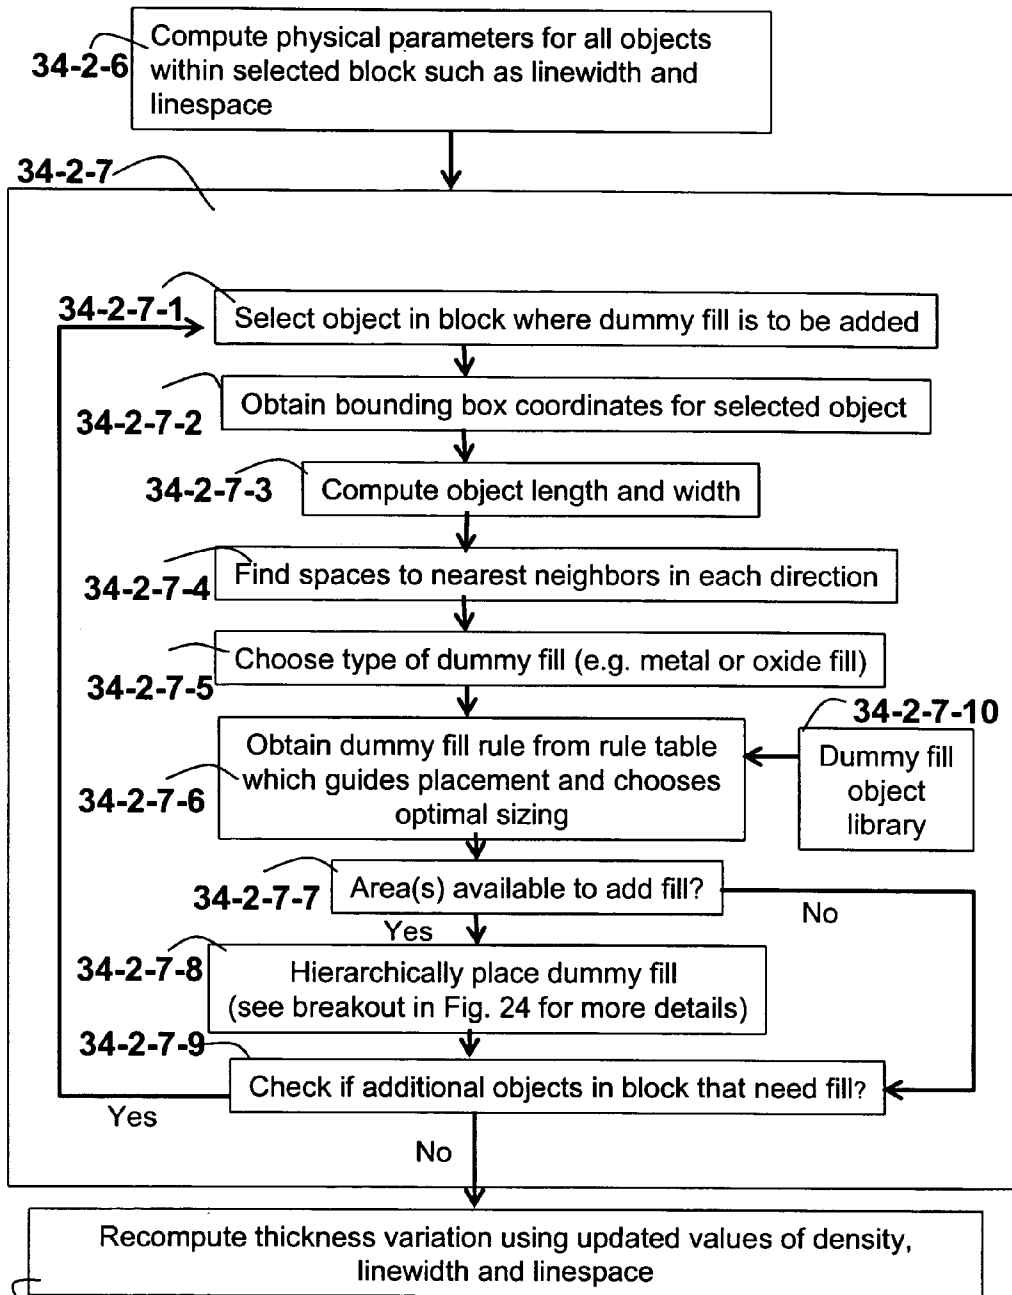 34-2-6
Compute physical parameters for all objects
within selected block such as linewidth and
linespace
34-2-7
34-2-7-1
Select object in block where dummy fill is to be added
34-2-7-2
Obtain bounding box coordinates for selected object
34-2-7-3
Compute object length and width
34-2-7-4
Find spaces to nearest neighbors in each direction
34-2-7-5
Choose type of dummy fill (e.g. metal or oxide fill)
34-2-7-10
Dummy fill
object
library
34-2-7-6
Obtain dummy fill rule from rule table
which guides placement and chooses
optimal sizing
34-2-7-7
Area(s) available to add fill?
No
Yes
34-2-7-8
Hierarchically place dummy fill
(see breakout in Fig. 24 for more details)
34-2-7-9
Check if additional objects in block that need fill?
Yes
No
Recompute thickness variation using updated values of density,
linewidth and linespace